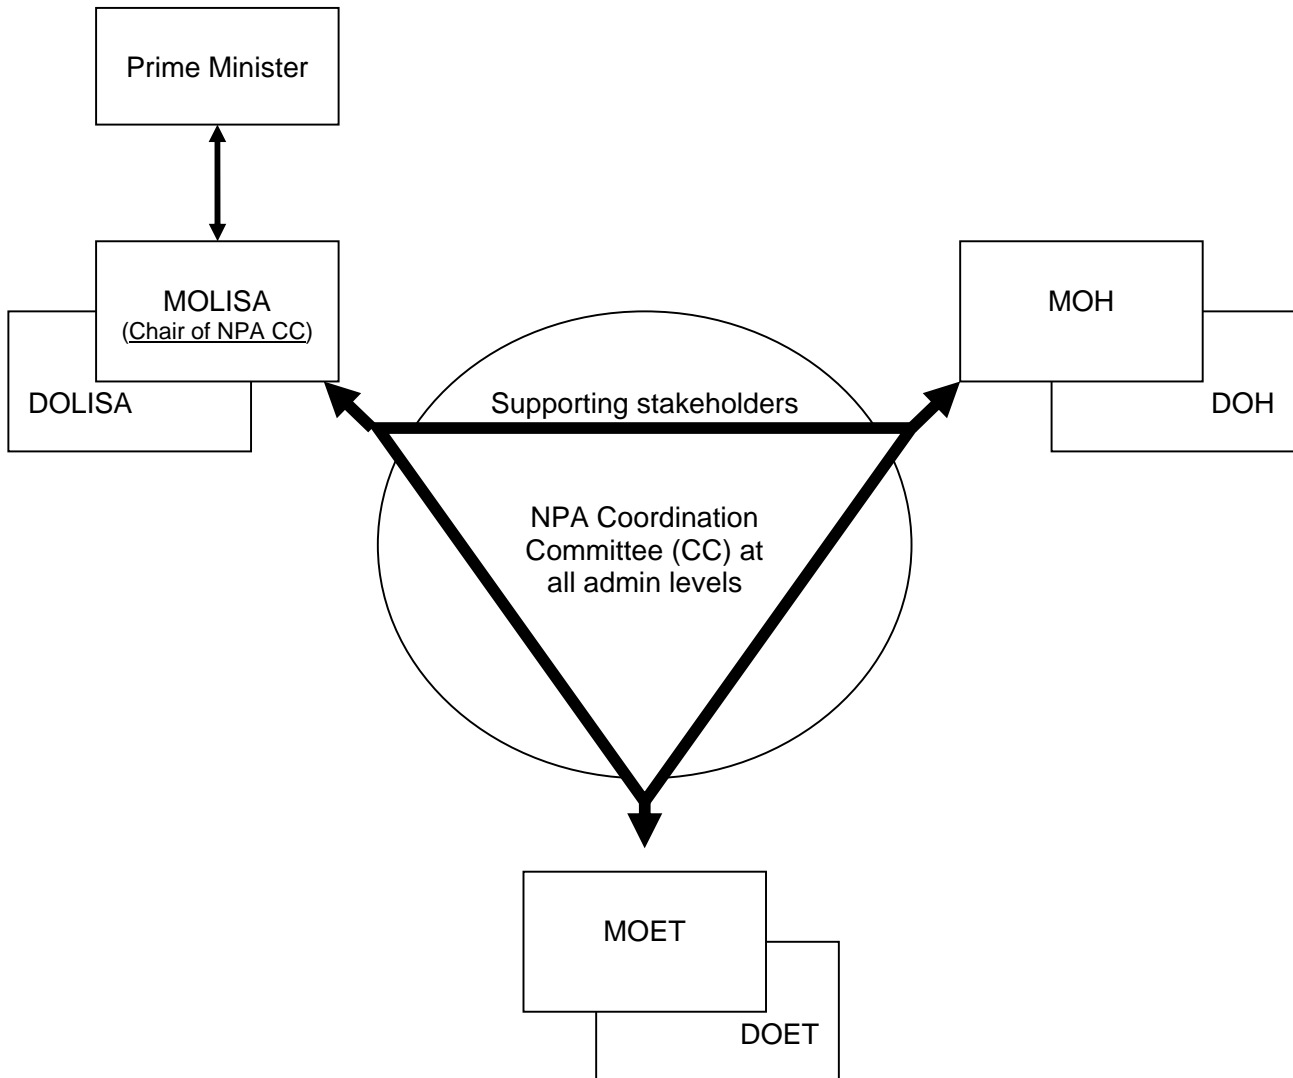 Prime Minister
MOLISA
(Chair of NPA CC)
DOLISA
MOH
DOH
Supporting stakeholders
NPA Coordination
Committee (CC) at
all admin levels
MOET
DOET